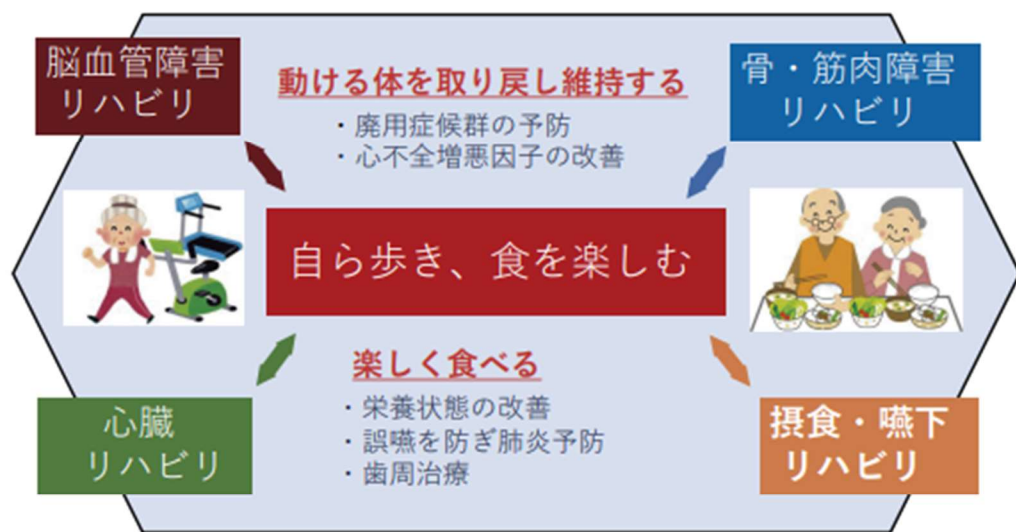 脳血管障害
リハビリ
動ける体を取り戻し維持する
・廃用症候群の予防
・心不全増悪因子の改善
骨・筋肉障害
リハビリ
自ら歩き、食を楽しむ
心臓
リハビリ
楽しく食べる
・栄養状態の改善
・誤嚥を防ぎ肺炎予防
・歯周治療
摂食・嚥下
リハビリ